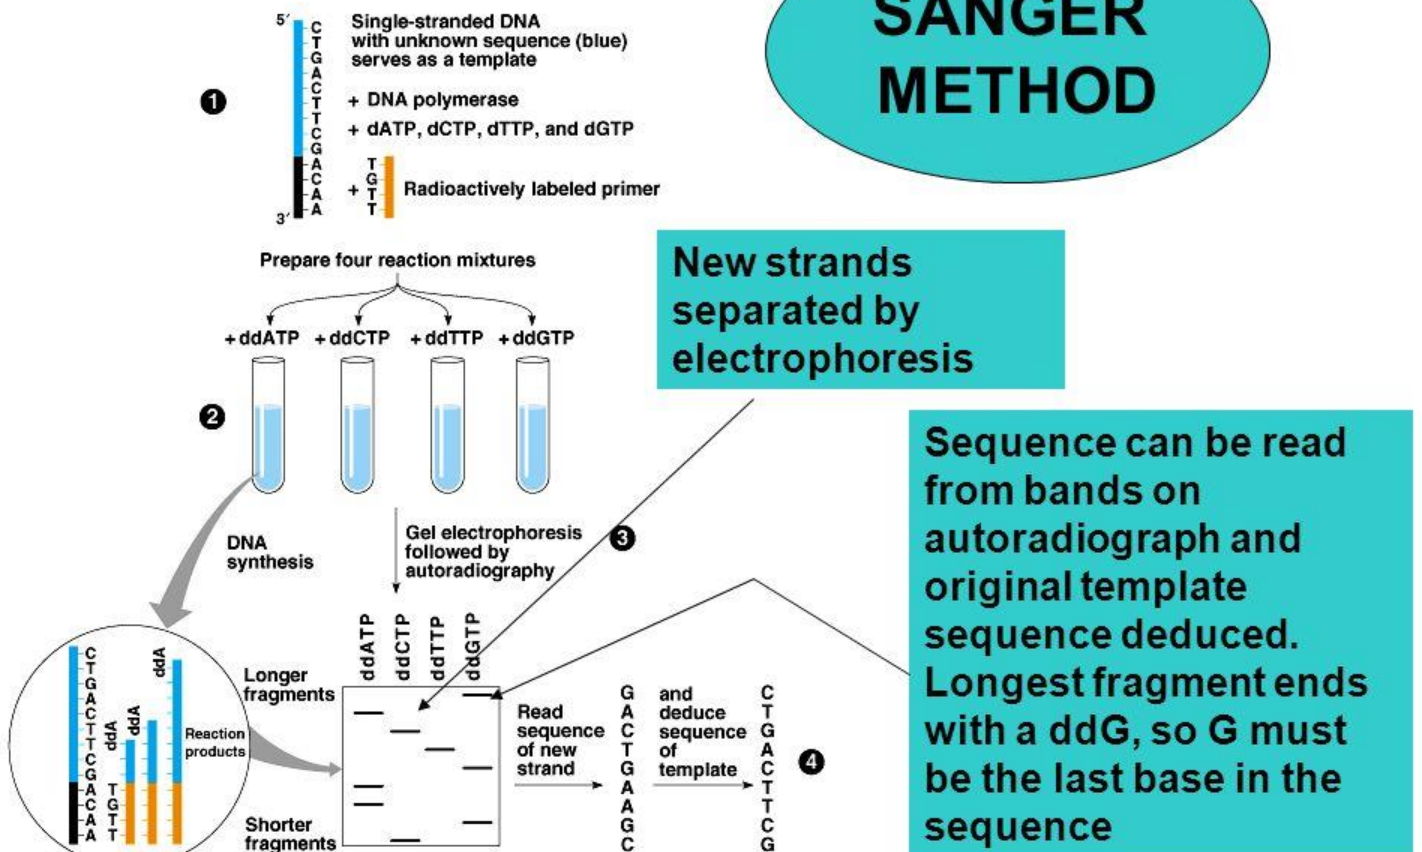 SANGER
METHOD
5′
C
T
G
A
C
T
T
C
G
A
C
A
A
3′
Single-stranded DNA
with unknown sequence (blue)
serves as a template
1
+ DNA polymerase
+ dATP, dCTP, dTTP, and dGTP
T
G
T
T
+
Radioactively labeled primer
Prepare four reaction mixtures
+ddATP +ddCTP +ddTTP +ddGTP
2
New strands
separated by
electrophoresis
DNA
synthesis
Gel electrophoresis
followed by
autoradiography
3
Sequence can be read
from bands on
autoradiograph and
original template
sequence deduced.
Longest fragment ends
with a ddG, so G must
be the last base in the
sequence
C
T
G
A
C
T
T
C
G
A
C
A
A
T
G
T
T
ddA
ddA
ddA
Reaction
products
ddATP
ddCTP
ddTTP
ddGTP
Longer
fragments
Shorter
fragments
Read
sequence
of new
strand
G
A
C
T
G
A
A
G
C
and
deduce
sequence
of
template
C
T
G
A
C
T
T
C
G
4